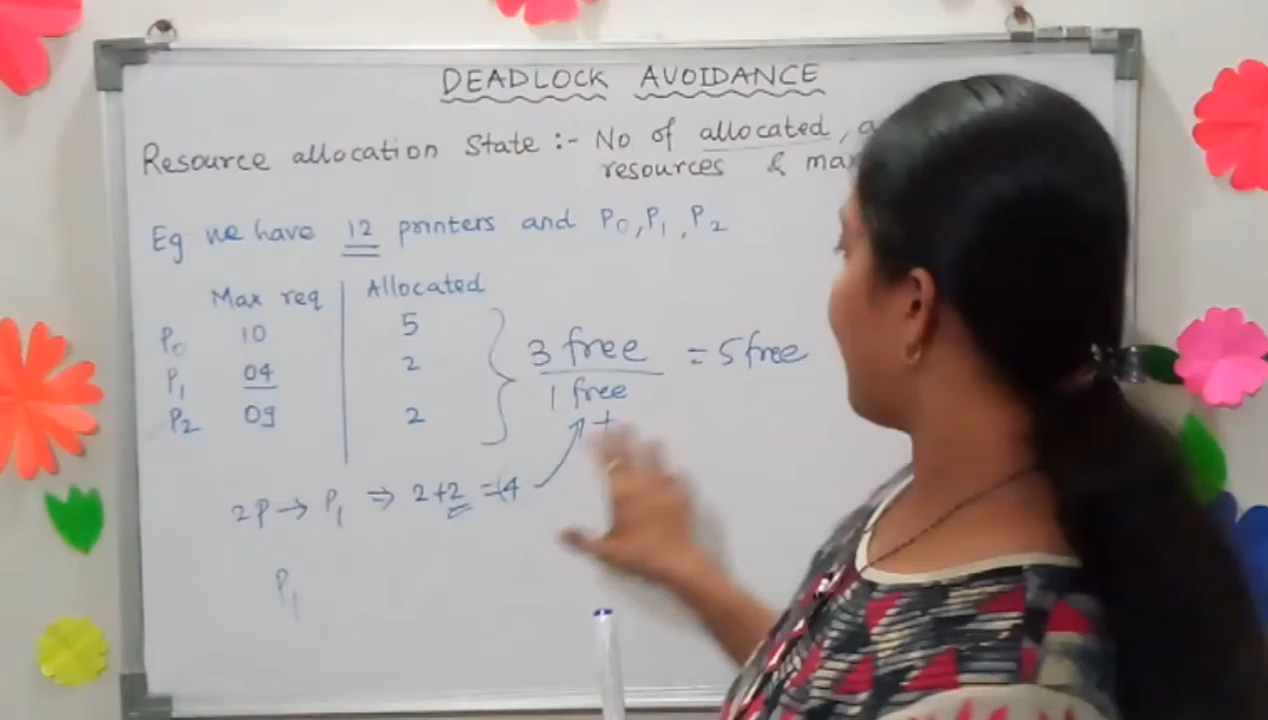 DEADLOCK AVOIDANCE
Resource allocation State :- No of allocated,
resources & max
Eg we have 12 printers and P0, P1, P2
Max req Allocated
P0 10 5
P1 04 2
P2 09 2
3 free = 5 free
1 free
+
2P → P1 ⇒ 2+2 = 4
P1